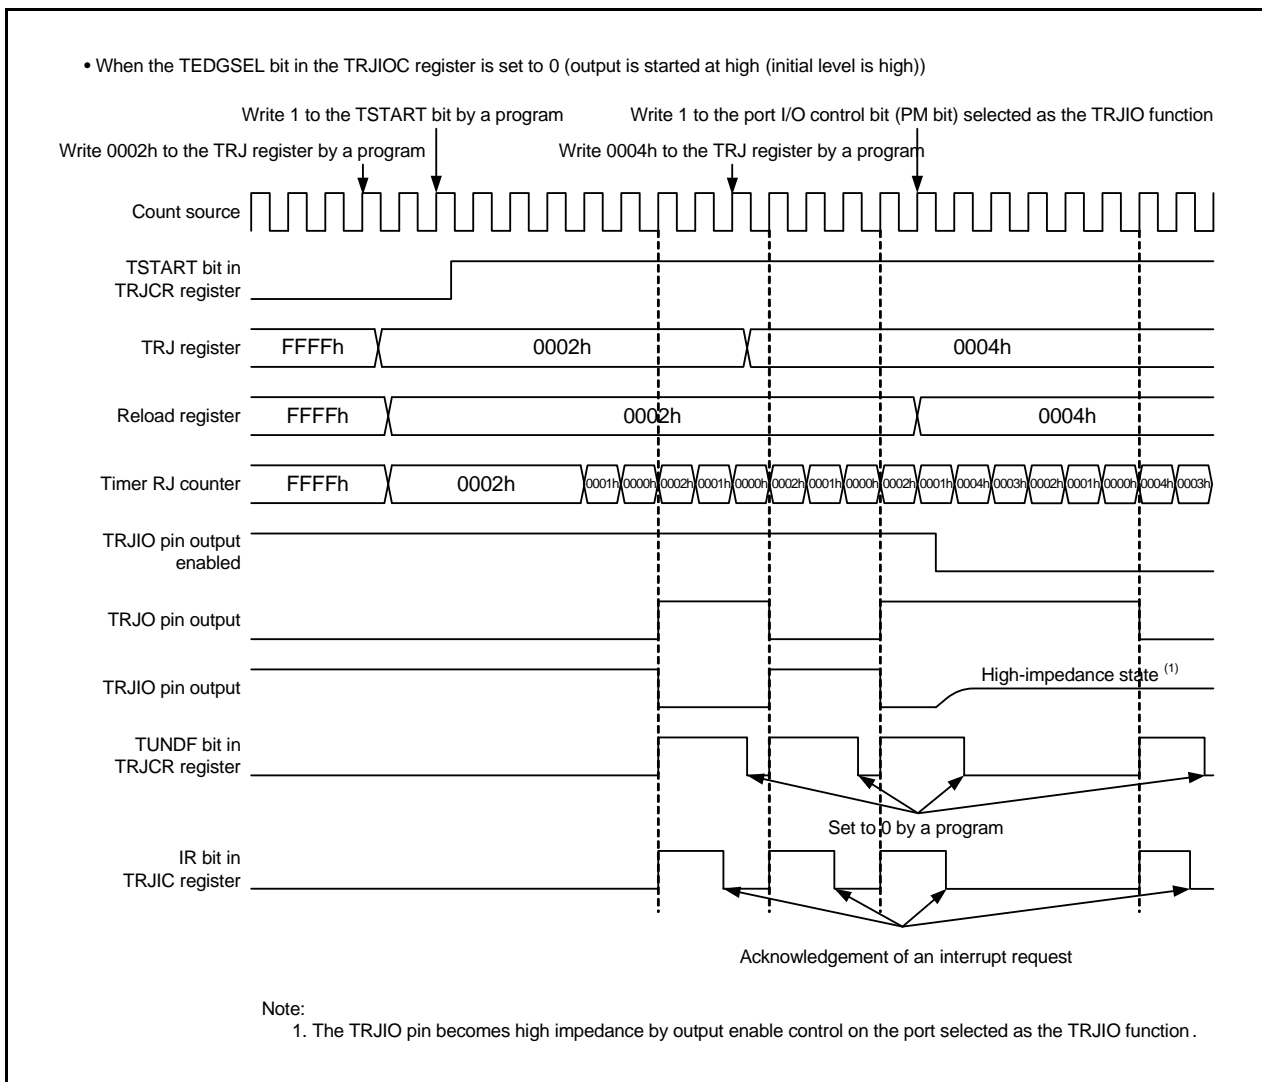 • When the TEDGSEL bit in the TRJIOC register is set to 0 (output is started at high (initial level is high))
Write 1 to the TSTART bit by a program
Write 1 to the port I/O control bit (PM bit) selected as the TRJIO function
Write 0002h to the TRJ register by a program
Write 0004h to the TRJ register by a program
Count source
TSTART bit in
TRJCR register
TRJ register FFFFh 0002h 0004h
Reload register FFFFh 0002h 0004h
Timer RJ counter FFFFh 0002h 0001h 0000h 0002h 0001h 0000h 0002h 0001h 0000h 0002h 0001h 0004h 0003h 0002h 0001h 0000h 0004h 0003h
TRJIO pin output
enabled
TRJO pin output
TRJIO pin output High-impedance state (1)
TUNDF bit in
TRJCR register
Set to 0 by a program
IR bit in
TRJIC register
Acknowledgement of an interrupt request
Note:
1. The TRJIO pin becomes high impedance by output enable control on the port selected as the TRJIO function.